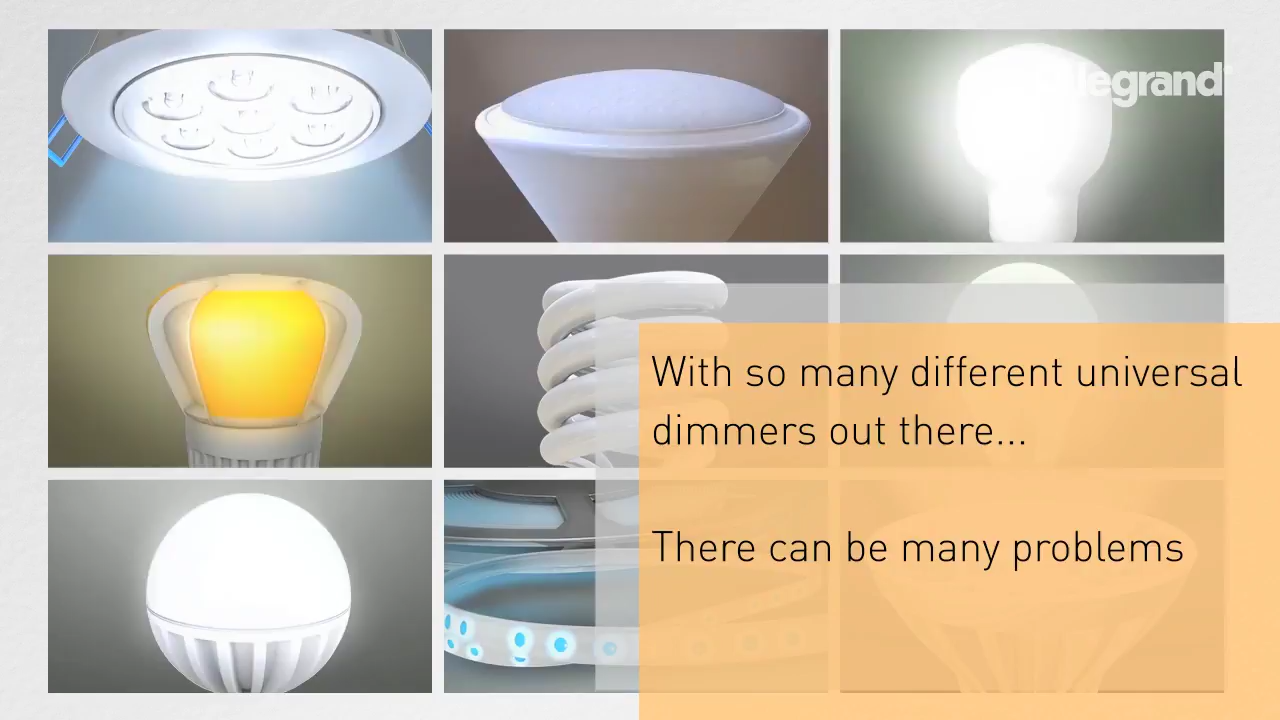 legrand®
With so many different universal
dimmers out there...
There can be many problems